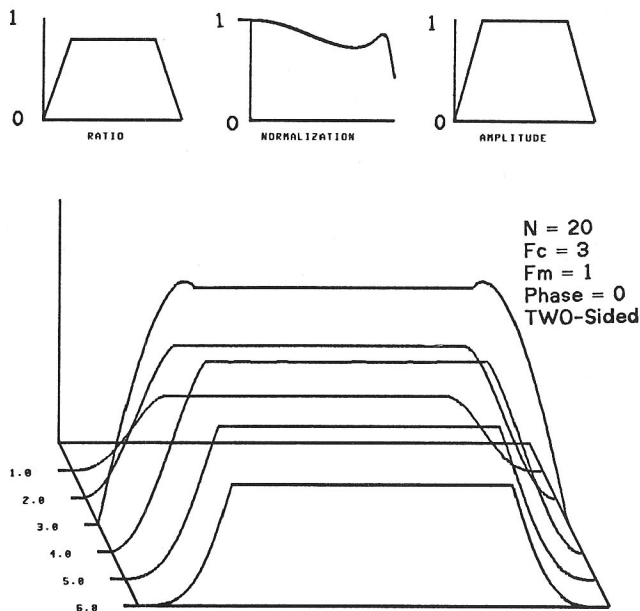 1
0
RATIO
1
0
NORMALIZATION
1
0
AMPLITUDE
N = 20
Fc = 3
Fm = 1
Phase = 0
TWO-Sided
1.0
2.0
3.0
4.0
5.0
6.0